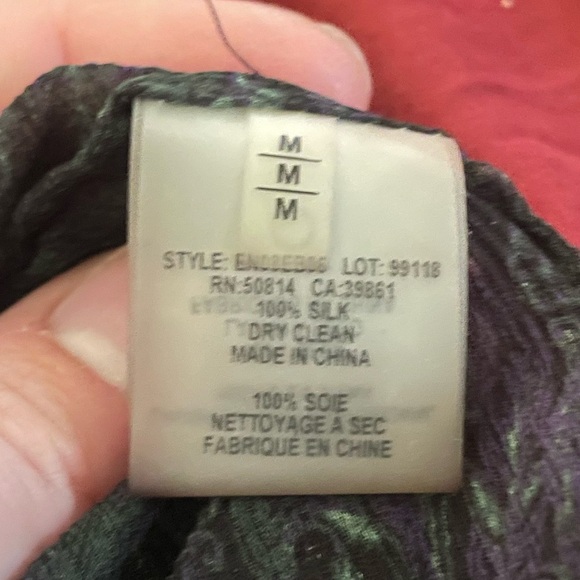 M
M
M
STYLE: LOT: 99118
RN:50814 CA:39861
100% SILK
DRY CLEAN
MADE IN CHINA
100% SOIE
NETTOYAGE A SEC
FABRIQUE EN CHINE